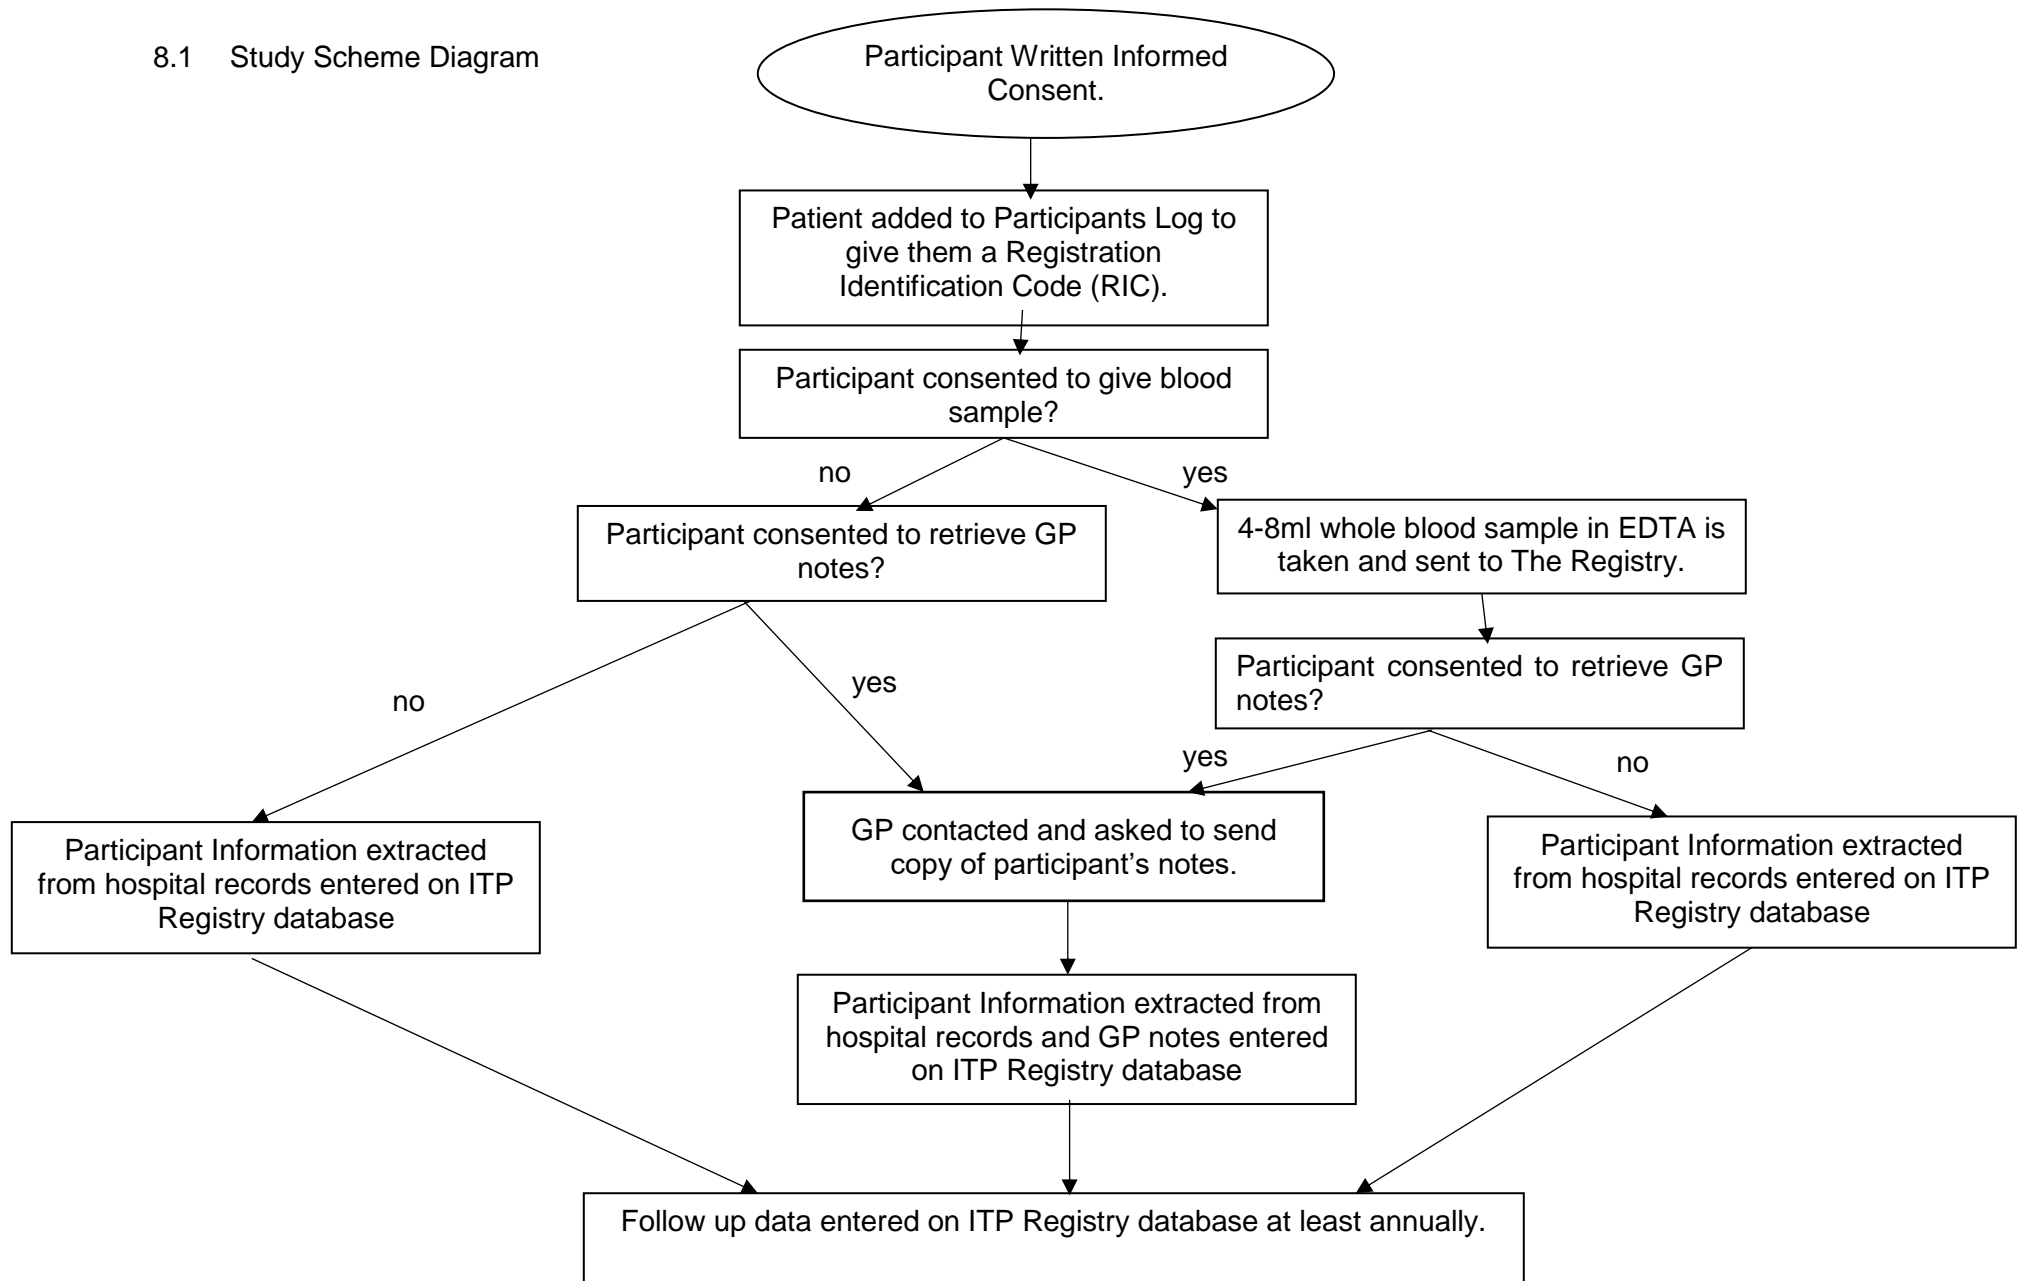 8.1 Study Scheme Diagram
Participant Written Informed
Consent.
Patient added to Participants Log to
give them a Registration
Identification Code (RIC).
Participant consented to give blood
sample?
no
yes
Participant consented to retrieve GP
notes?
4-8ml whole blood sample in EDTA is
taken and sent to The Registry.
Participant consented to retrieve GP
notes?
no
yes
yes
no
Participant Information extracted
from hospital records entered on ITP
Registry database
GP contacted and asked to send
copy of participant’s notes.
Participant Information extracted
from hospital records entered on ITP
Registry database
Participant Information extracted from
hospital records and GP notes entered
on ITP Registry database
Follow up data entered on ITP Registry database at least annually.